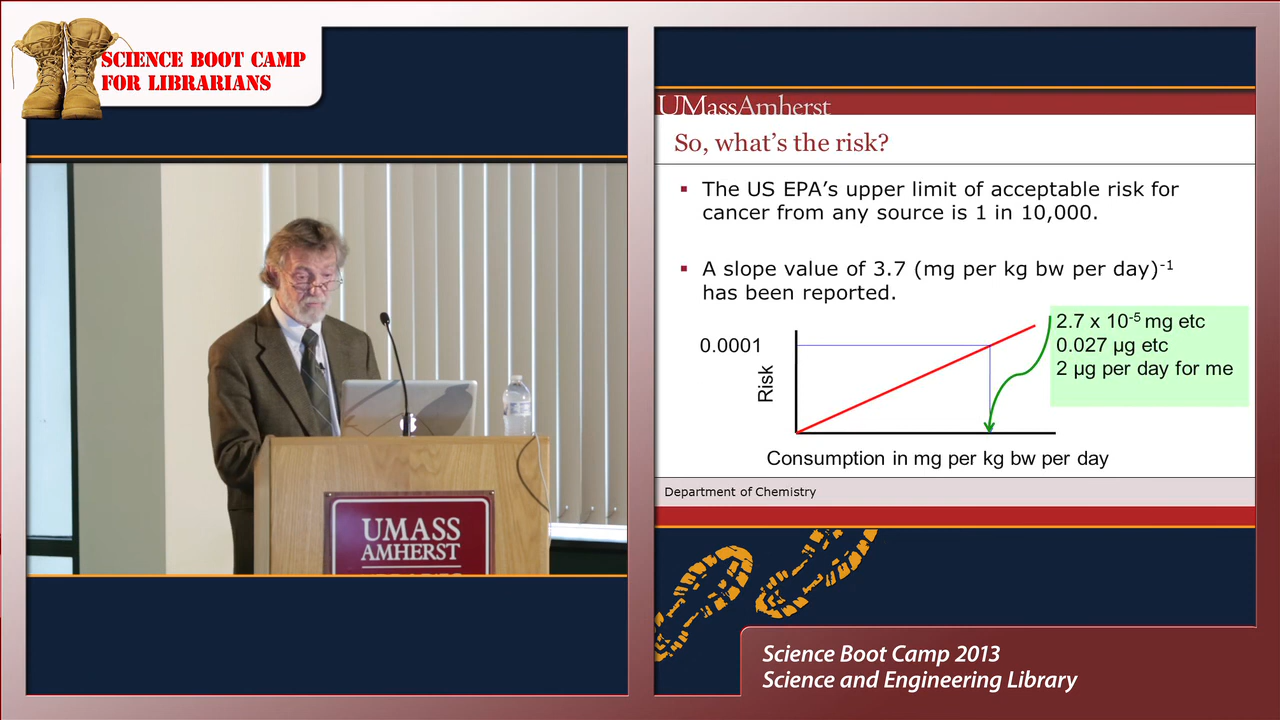 SCIENCE BOOT CAMP
FOR LIBRARIANS
UMASS
AMHERST
LIBRARIES
UMassAmherst
So, what's the risk?
▪ The US EPA's upper limit of acceptable risk for
cancer from any source is 1 in 10,000.
▪ A slope value of 3.7 (mg per kg bw per day)⁻¹
has been reported.
2.7 x 10⁻⁵ mg etc
0.027 µg etc
2 µg per day for me
0.0001
Risk
Consumption in mg per kg bw per day
Department of Chemistry
Science Boot Camp 2013
Science and Engineering Library